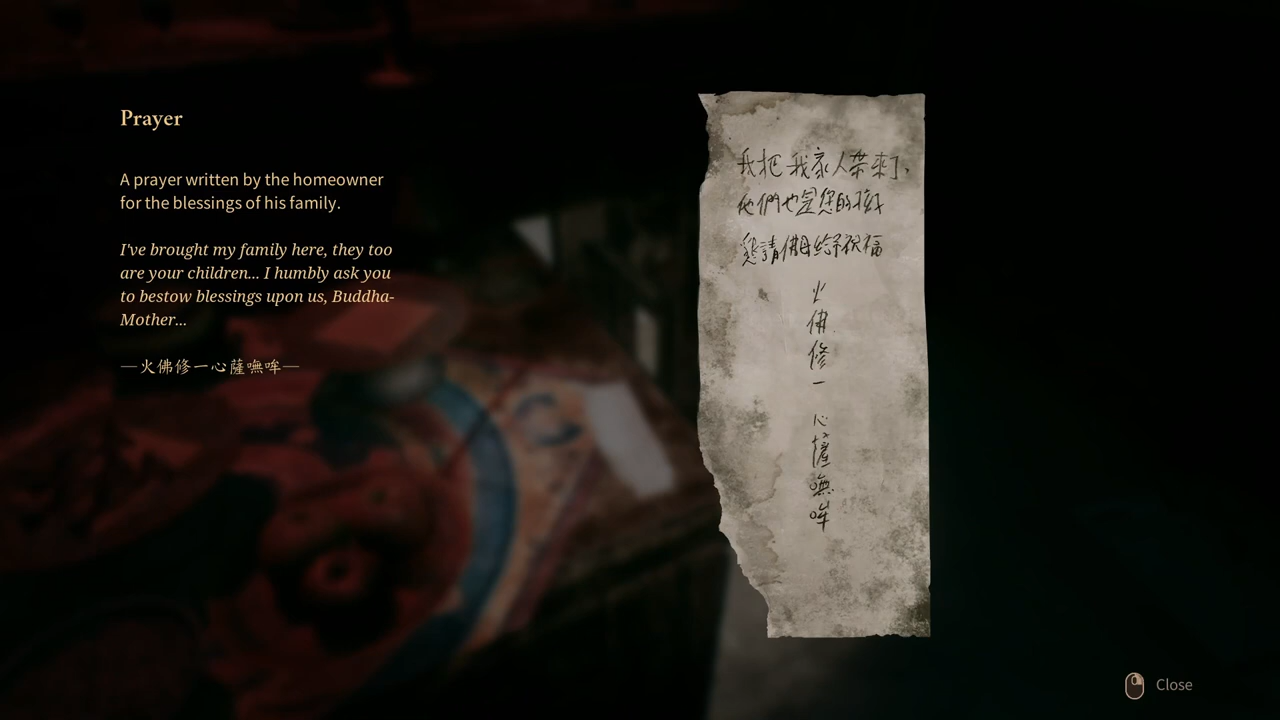 Prayer
A prayer written by the homeowner
for the blessings of his family.
I've brought my family here, they too
are your children... I humbly ask you
to bestow blessings upon us, Buddha-
Mother...
—火佛修一心薩嘸哞—
我把我家人帶來了、
他們也是您的孩子
懇請佛母給予祝福
火佛修一 心薩嘸哞
Close